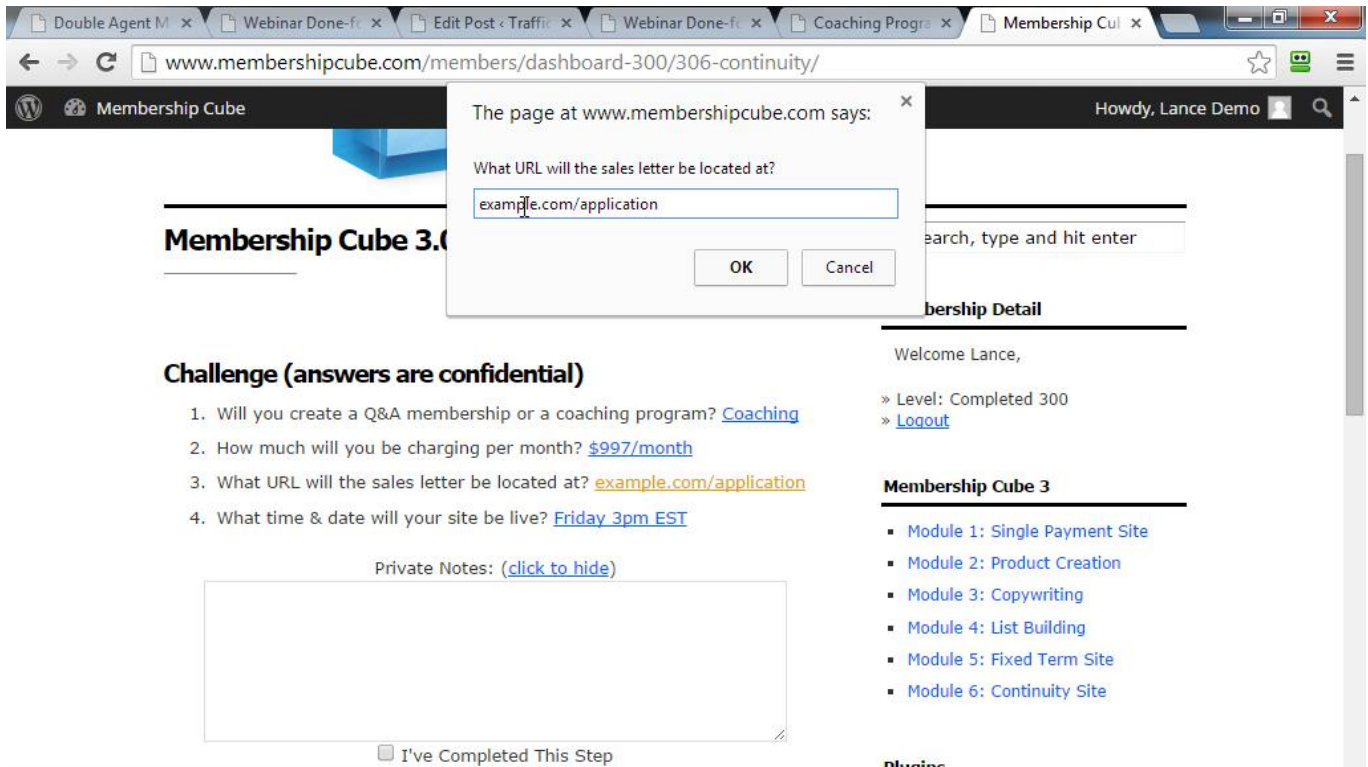 Double Agent M
Webinar Done-fo
Edit Post ‹ Traffic
Webinar Done-fo
Coaching Progra
Membership Cub
www.membershipcube.com/members/dashboard-300/306-continuity/
Membership Cube
Howdy, Lance Demo
The page at www.membershipcube.com says:
What URL will the sales letter be located at?
example.com/application
OK
Cancel
Membership Cube 3.0
earch, type and hit enter
Challenge (answers are confidential)
1. Will you create a Q&A membership or a coaching program? Coaching
2. How much will you be charging per month? $997/month
3. What URL will the sales letter be located at? example.com/application
4. What time & date will your site be live? Friday 3pm EST
Private Notes: (click to hide)
I've Completed This Step
bership Detail
Welcome Lance,
» Level: Completed 300
» Logout
Membership Cube 3
Module 1: Single Payment Site
Module 2: Product Creation
Module 3: Copywriting
Module 4: List Building
Module 5: Fixed Term Site
Module 6: Continuity Site
Plugins